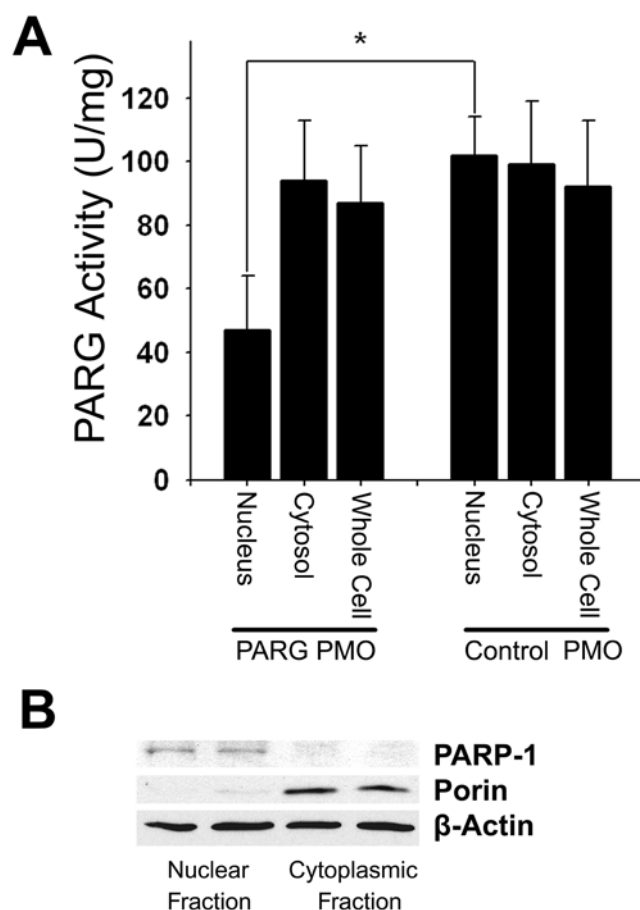 A
*
PARG Activity (U/mg)
120
100
80
60
40
20
0
Nucleus
Cytosol
Whole Cell
Nucleus
Cytosol
Whole Cell
PARG PMO
Control PMO
B
PARP-1
Porin
β-Actin
Nuclear
Fraction
Cytoplasmic
Fraction